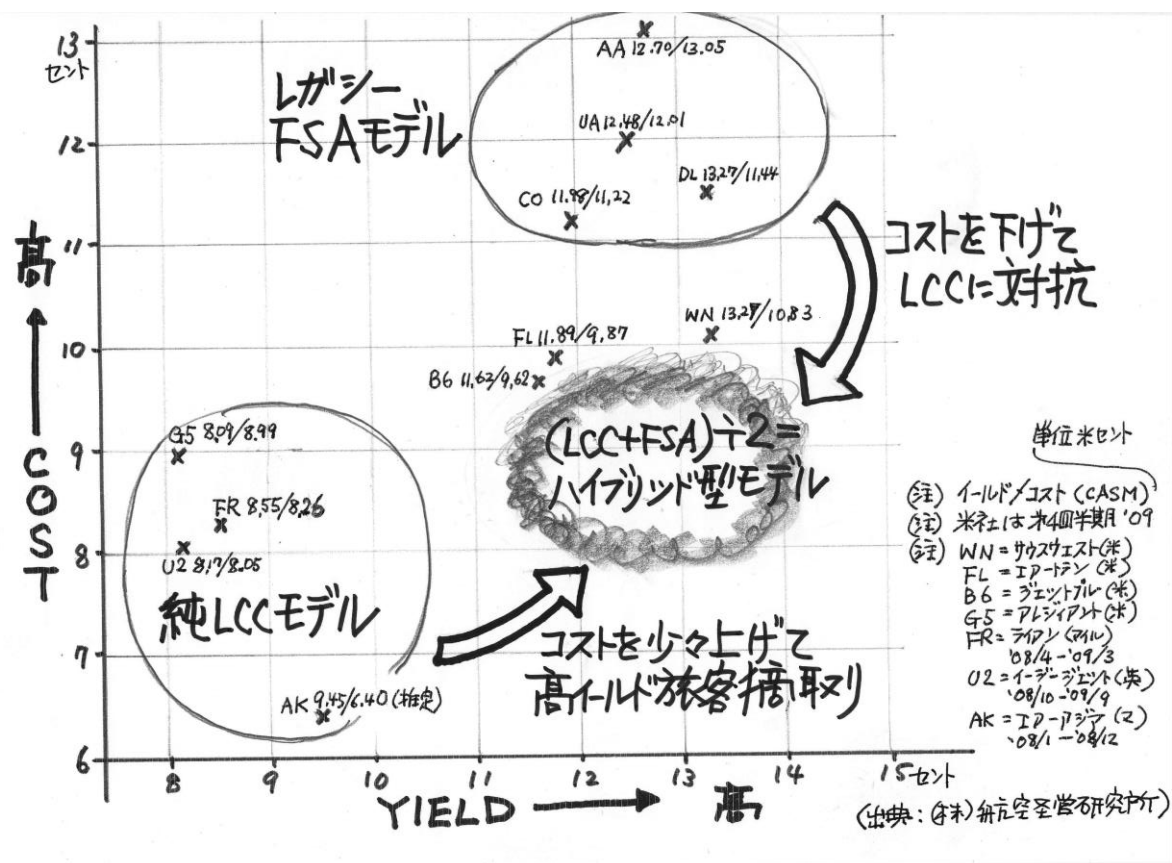 13
セント
12
11
10
9
8
7
6
高
COST
レガシー
FSAモデル
AA 12.70/13.05
UA 12.48/12.01
DL 13.27/11.44
CO 11.98/11.22
コストを下げて
LCCに対抗
WN 13.27/10.83
FL 11.89/9.87
B6 11.62/9.62
(LCC+FSA)÷2=
ハイブリッド型モデル
G5 8.09/8.99
FR 8.55/8.26
U2 8.17/8.05
純LCCモデル
AK 9.45/6.40(推定)
コストを少々上げて
高イールド旅客摘取り
単位米セント
(注) イールド/コスト(CASM)
(注) 米社は 4四半期 '09
(注) WN=サウスウェスト(米)
FL=エアートラン(米)
B6=ジェットブルー(米)
G5=アレジアント(米)
FR=ライアン(アイル)
'08/4-'09/3
U2=イージージェット(英)
'08/10-'09/9
AK=エアーアジア(マ)
'08/1-'08/12
8 9 10 11 12 13 14 15セント
YIELD 高
(出典:(株)航空経営研究所)